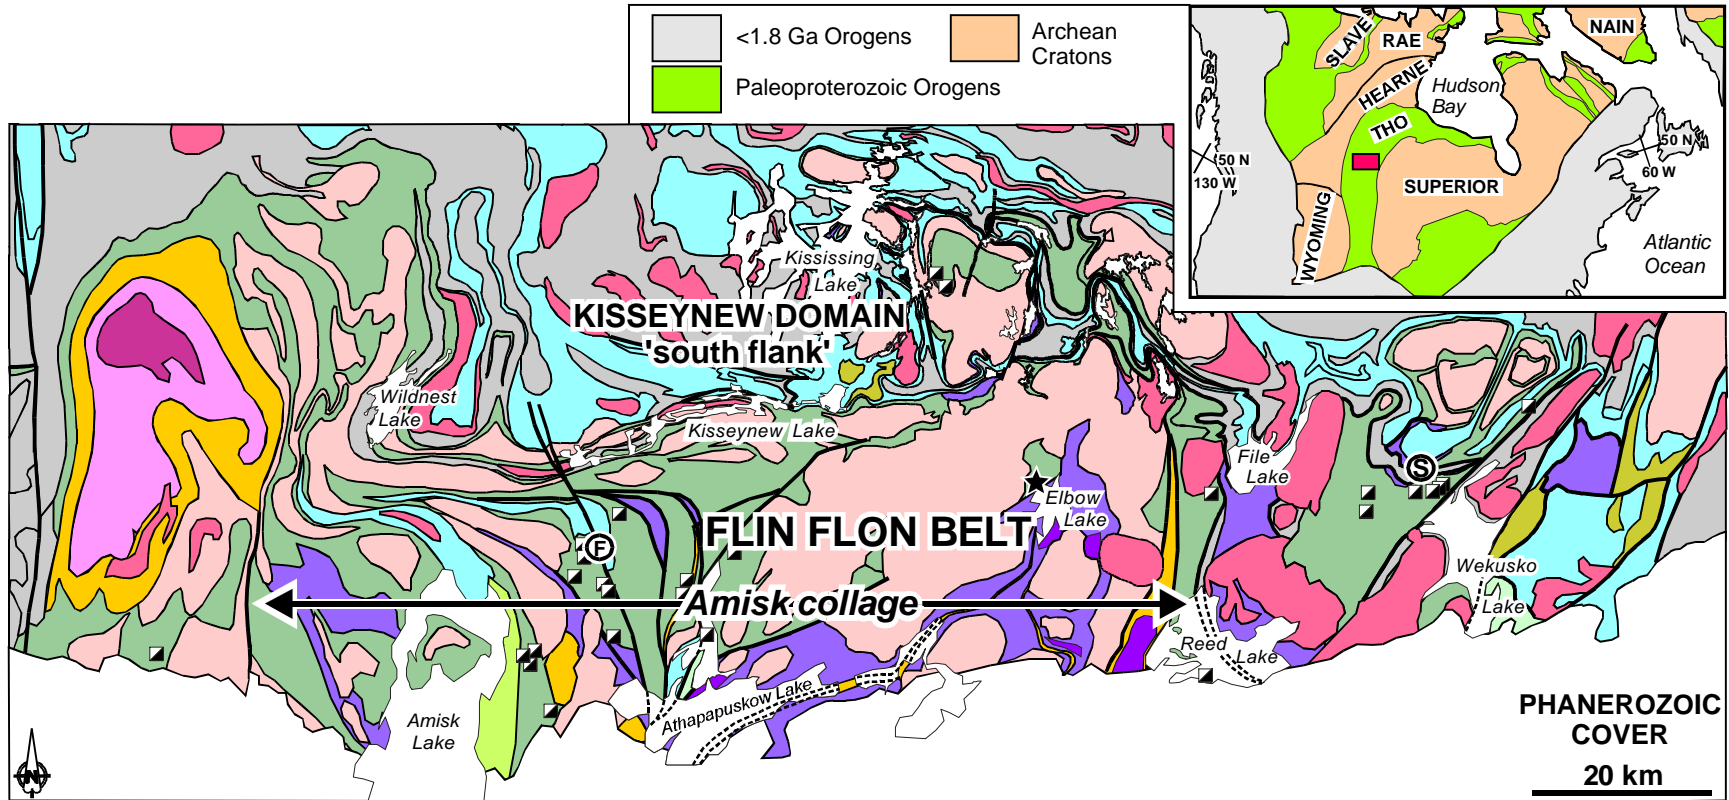 <1.8 Ga Orogens
Archean
Cratons
Paleoproterozoic Orogens
SLAVE
RAE
NAIN
HEARNE
Hudson
Bay
THO
50 N
130 W
50 N
60 W
SUPERIOR
WYOMING
Atlantic
Ocean
Kississing
Lake
KISSEYNEW DOMAIN
'south flank'
Wildnest
Lake
Kisseynew Lake
File
Lake
S
Elbow
Lake
FLIN FLON BELT
F
Wekusko
Lake
Amisk collage
Reed
Lake
Athapapuskow Lake
Amisk
Lake
PHANEROZOIC
COVER
20 km
N